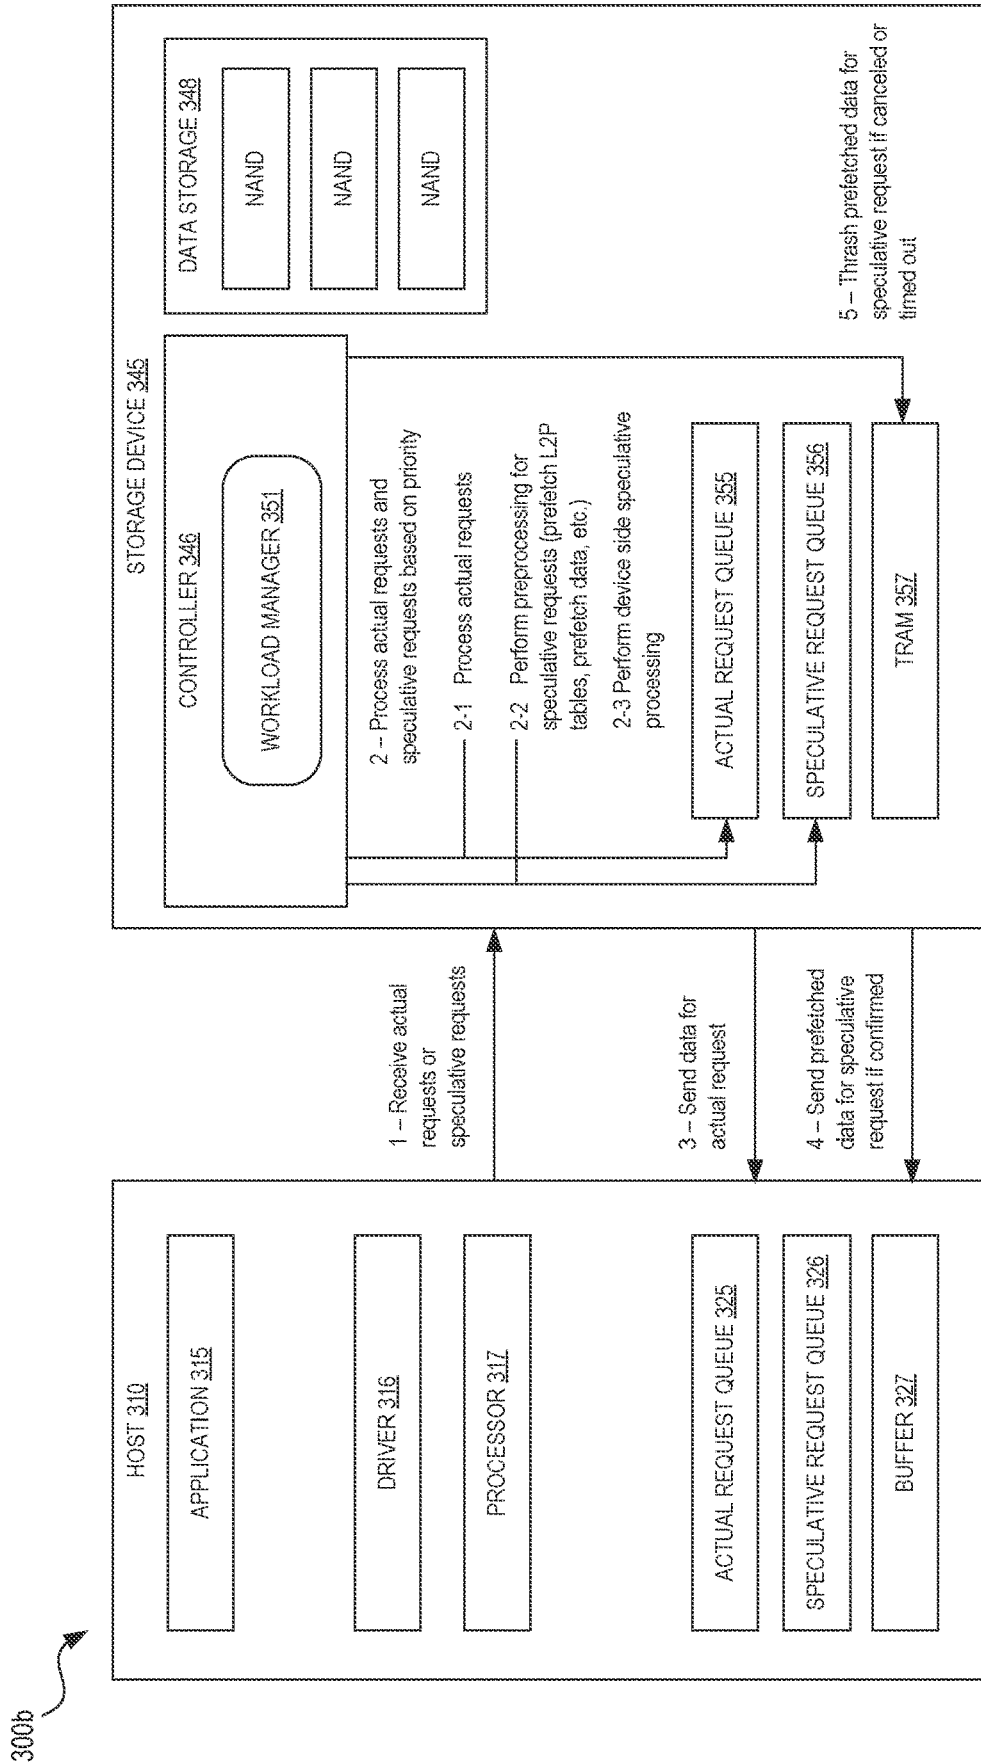 300b
HOST 310
APPLICATION 315
DRIVER 316
PROCESSOR 317
ACTUAL REQUEST QUEUE 325
SPECULATIVE REQUEST QUEUE 326
BUFFER 327
1 – Receive actual
requests or
speculative requests
3 – Send data for
actual request
4 – Send prefetched
data for speculative
request if confirmed
STORAGE DEVICE 345
CONTROLLER 346
WORKLOAD MANAGER 351
DATA STORAGE 348
NAND
NAND
NAND
2 – Process actual requests and
speculative requests based on priority
2-1 Process actual requests
2-2 Perform preprocessing for
speculative requests (prefetch L2P
tables, prefetch data, etc.)
2-3 Perform device side speculative
processing
ACTUAL REQUEST QUEUE 355
SPECULATIVE REQUEST QUEUE 356
TRAM 357
5 – Thrash prefetched data for
speculative request if canceled or
timed out